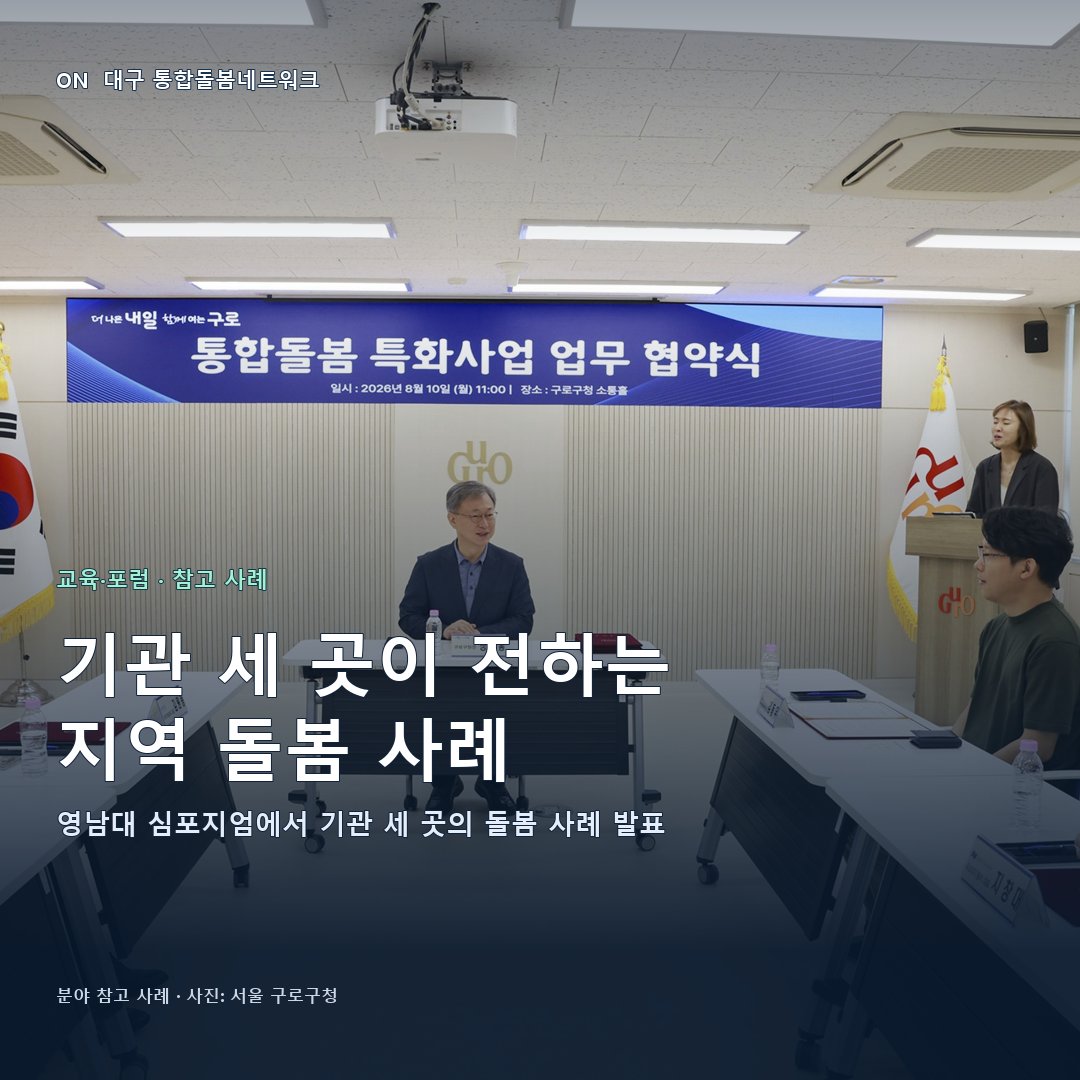 ON 대구 통합돌봄네트워크
더 나은 내일 함께 여는 구로
통합돌봄 특화사업 업무 협약식
일시 : 2026년 8월 10일 (월) 11:00 | 장소 : 구로구청 소통홀
GuRO
교육·포럼 · 참고 사례
기관 세 곳이 전하는
지역 돌봄 사례
영남대 심포지엄에서 기관 세 곳의 돌봄 사례 발표
지창대
분야 참고 사례 · 사진: 서울 구로구청